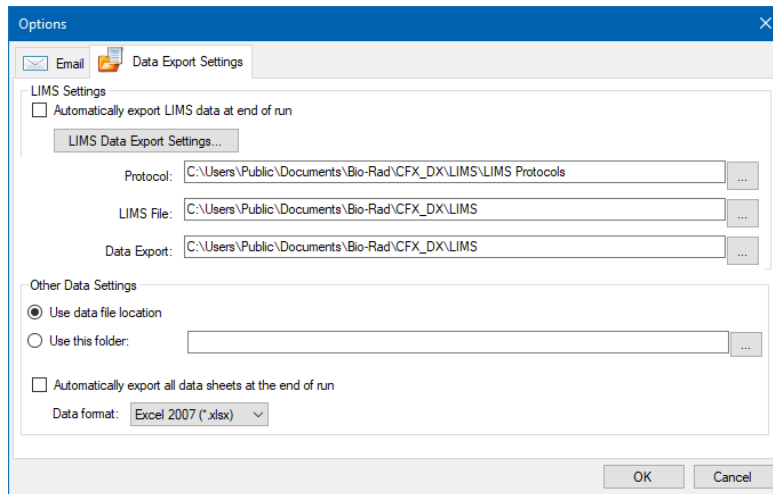 Options
Email Data Export Settings
LIMS Settings
Automatically export LIMS data at end of run
LIMS Data Export Settings...
Protocol: C:\Users\Public\Documents\Bio-Rad\CFX_DX\LIMS\LIMS Protocols ...
LIMS File: C:\Users\Public\Documents\Bio-Rad\CFX_DX\LIMS ...
Data Export: C:\Users\Public\Documents\Bio-Rad\CFX_DX\LIMS ...
Other Data Settings
Use data file location
Use this folder: ...
Automatically export all data sheets at the end of run
Data format: Excel 2007 (*.xlsx)
OK Cancel